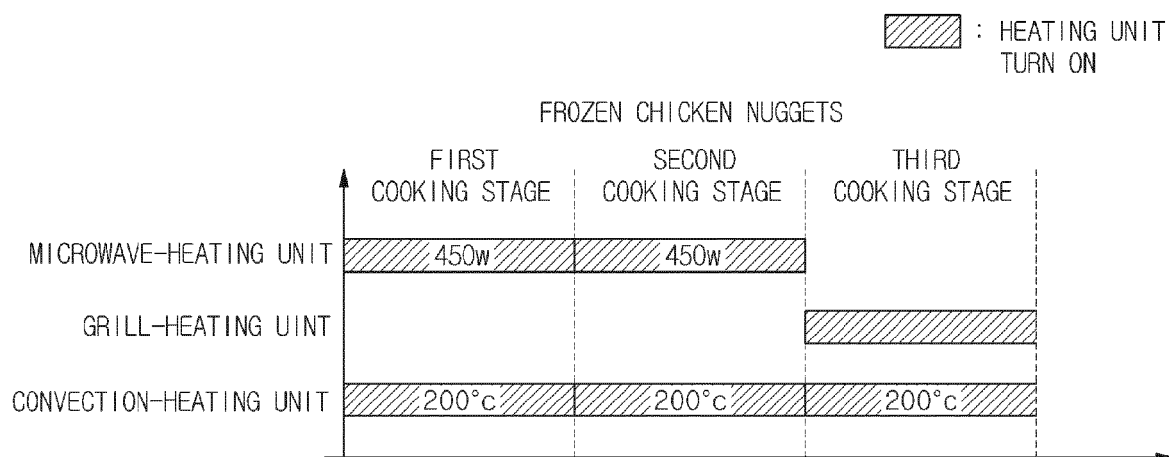 : HEATING UNIT
TURN ON
FROZEN CHICKEN NUGGETS
FIRST
COOKING STAGE
SECOND
COOKING STAGE
THIRD
COOKING STAGE
MICROWAVE-HEATING UNIT
450w
450w
GRILL-HEATING UINT
CONVECTION-HEATING UNIT
200°c
200°c
200°c